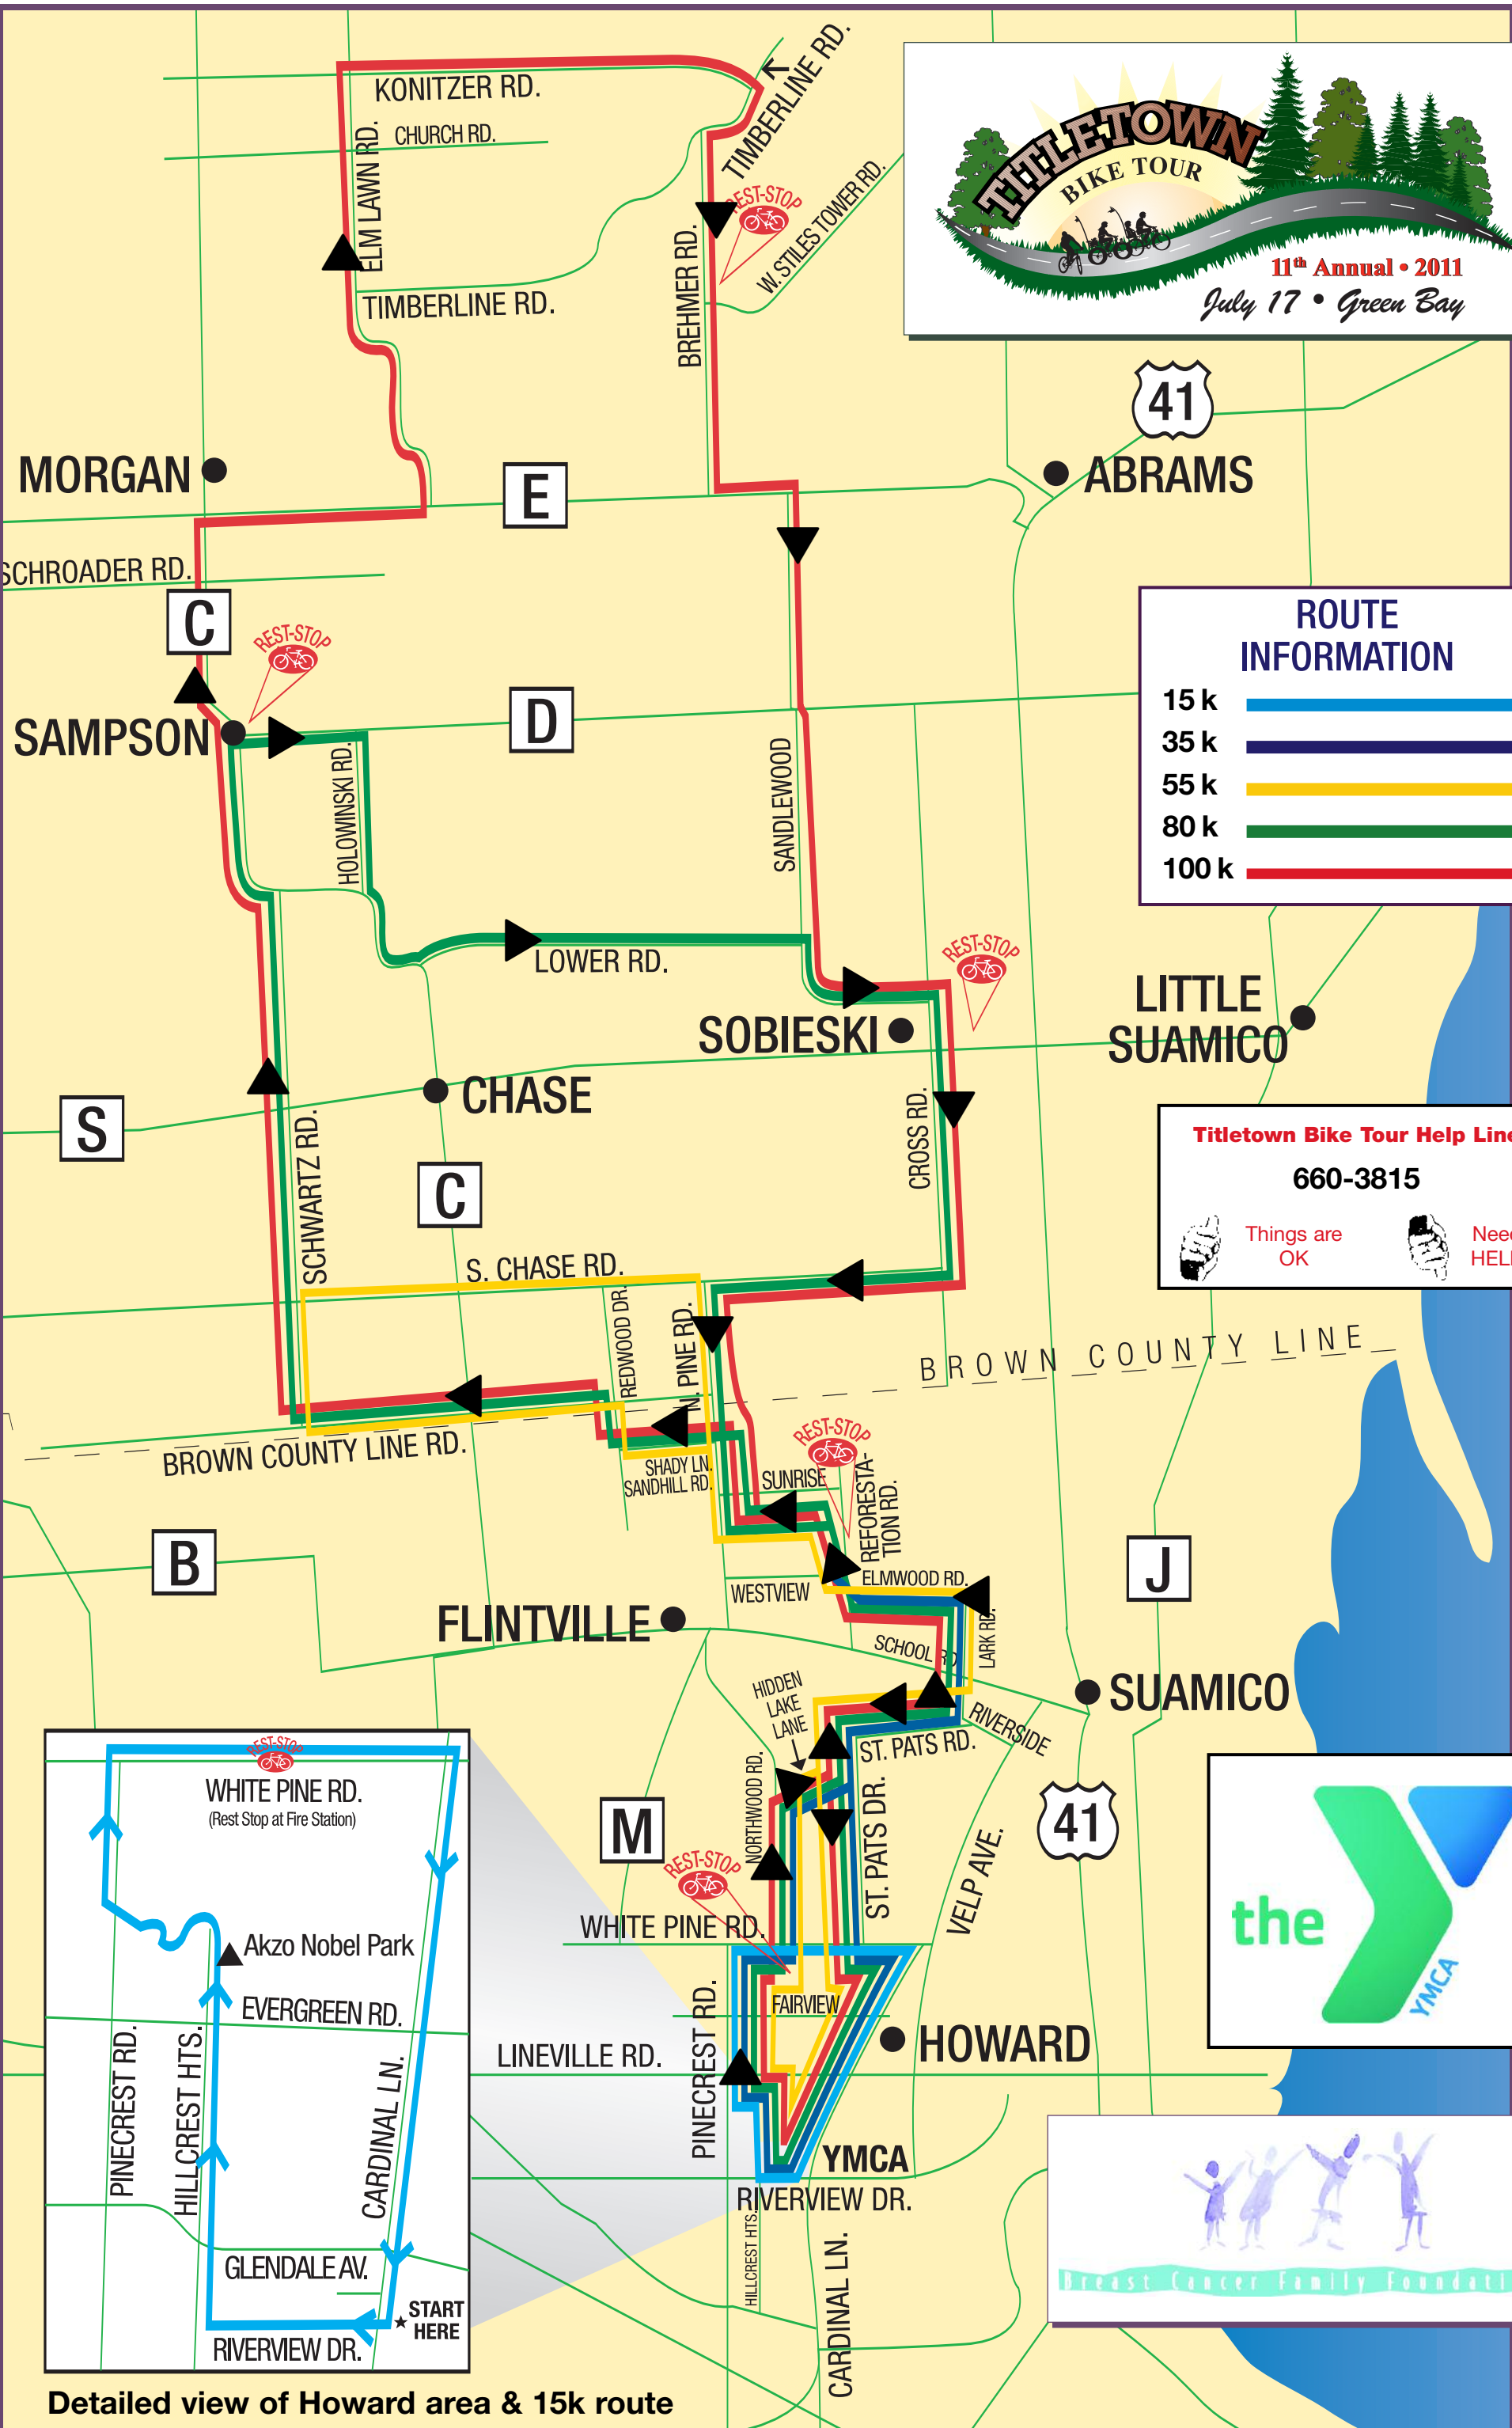 KONITZER RD.
TIMBERLINE RD.
CHURCH RD.
ELM LAWN RD.
TIMBERLINE RD.
REST-STOP
W. STILES TOWER RD.
BREHMER RD.
TITLETOWN
BIKE TOUR
11th Annual • 2011
July 17 • Green Bay
41
MORGAN
E
ABRAMS
SCHROADER RD.
C
REST-STOP
SAMPSON
D
HOLOWINSKI RD.
SANDLEWOOD
ROUTE
INFORMATION
15 k
35 k
55 k
80 k
100 k
LOWER RD.
REST-STOP
SOBIESKI
LITTLE
SUAMICO
CHASE
S
SCHWARTZ RD.
C
CROSS RD.
Titletown Bike Tour Help Line
660-3815
Things are
OK
Need
HEL
S. CHASE RD.
REDWOOD DR.
N. PINE RD.
BROWN COUNTY LINE
BROWN COUNTY LINE RD.
REST-STOP
SHADY LN.
SANDHILL RD.
SUNRISE
REFORESTA-
TION RD.
B
WESTVIEW
ELMWOOD RD.
J
FLINTVILLE
SCHOOL RD
LARK RD.
SUAMICO
HIDDEN
LAKE
LANE
RIVERSIDE
ST. PATS RD.
NORTHWOOD RD.
M
ST. PATS DR.
41
VELP AVE.
REST-STOP
WHITE PINE RD.
PINECREST RD.
FAIRVIEW
HOWARD
LINEVILLE RD.
YMCA
RIVERVIEW DR.
HILLCREST HTS.
CARDINAL LN.
the
YMCA
Breast Cancer Family Foundati
REST-STOP
WHITE PINE RD.
(Rest Stop at Fire Station)
Akzo Nobel Park
EVERGREEN RD.
PINECREST RD.
HILLCREST HTS.
CARDINAL LN.
GLENDALE AV.
START
HERE
RIVERVIEW DR.
Detailed view of Howard area & 15k route